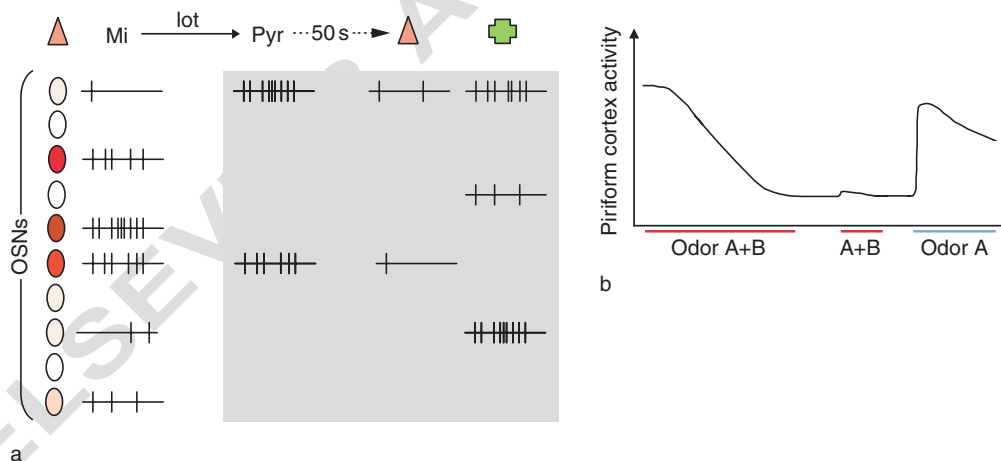 Mi lot Pyr 50 s
OSNs
a
Piriform cortex activity
Odor A+B A+B Odor A
b